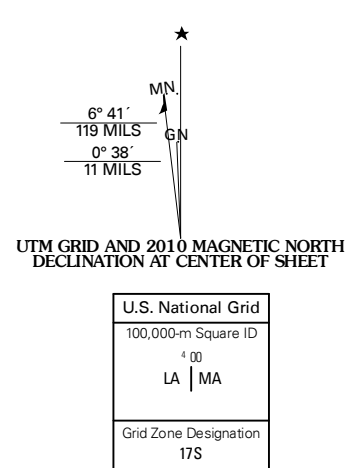 ★
MN.
6° 41´
119 MILS
GN
0° 38´
11 MILS
UTM GRID AND 2010 MAGNETIC NORTH
DECLINATION AT CENTER OF SHEET
U.S. National Grid
100,000-m Square ID
4 00
LA | MA
Grid Zone Designation
17S